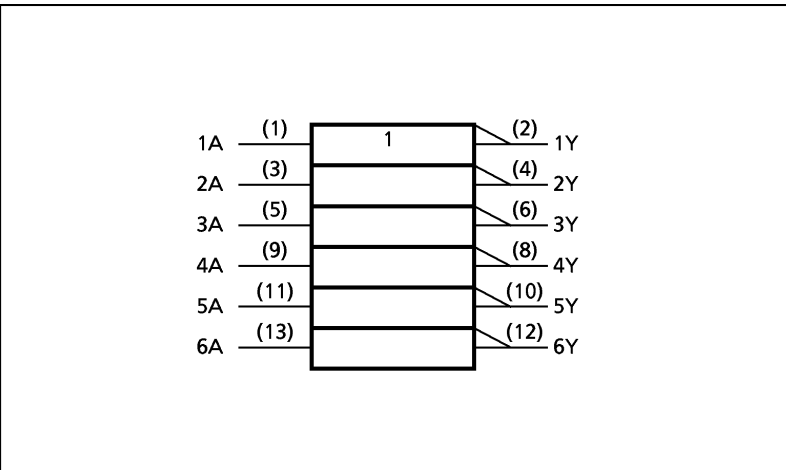 (1) (2)
1A 1 1Y
(3) (4)
2A 2Y
(5) (6)
3A 3Y
(9) (8)
4A 4Y
(11) (10)
5A 5Y
(13) (12)
6A 6Y